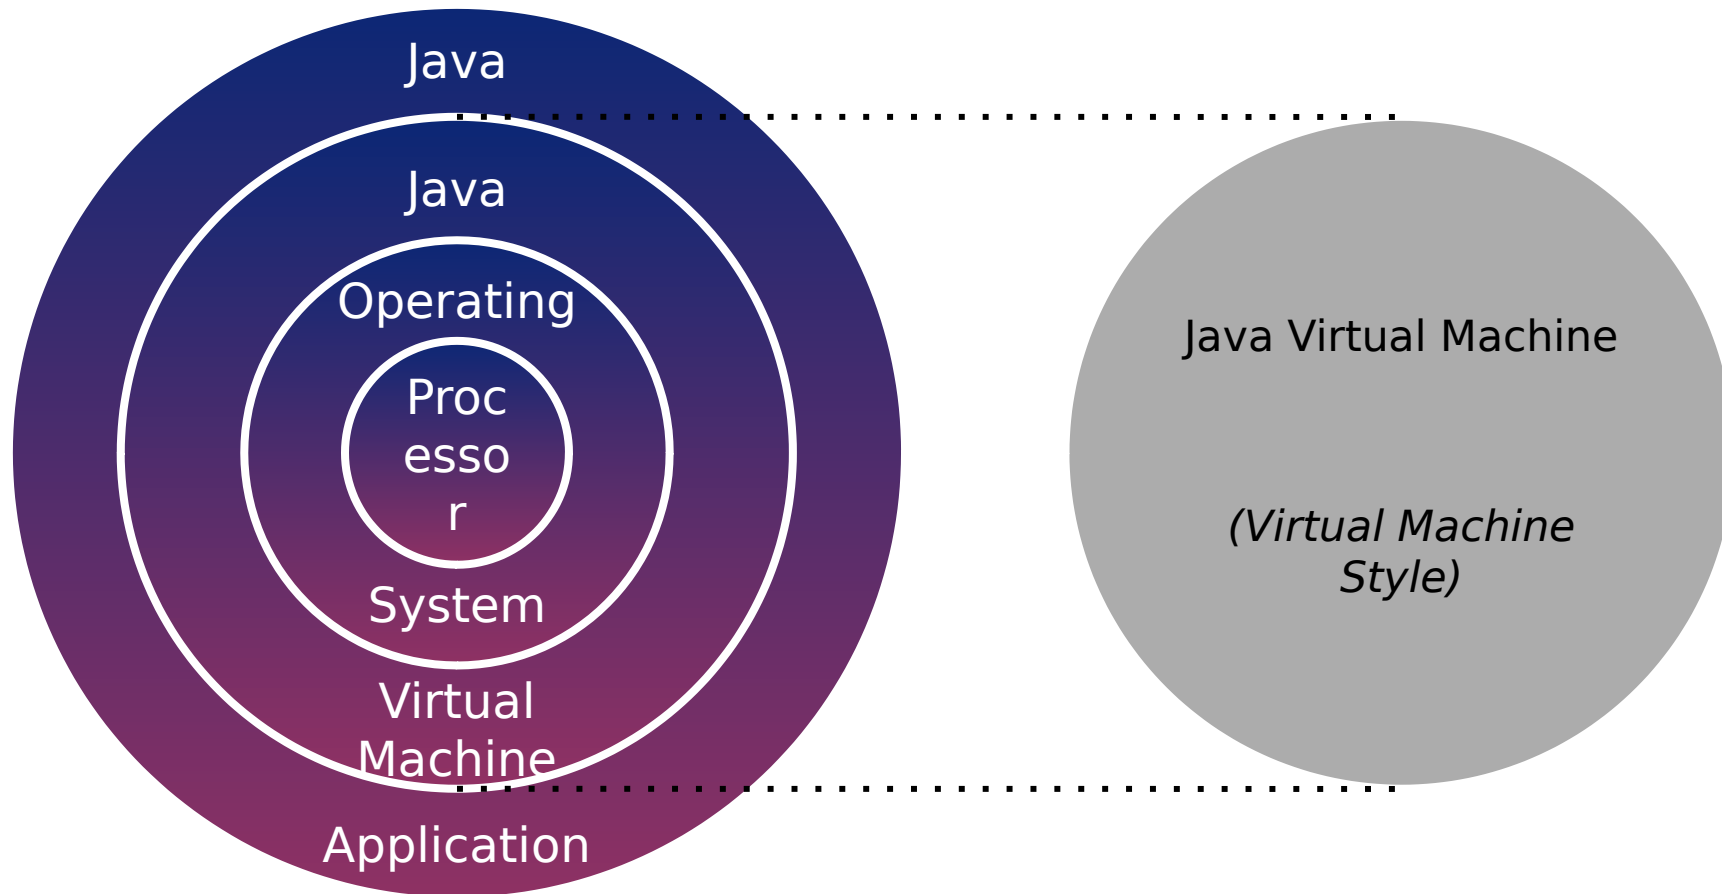 Java
Java
Operating
Proc
esso
r
System
Virtual
Machine
Application
Java Virtual Machine
(Virtual Machine
Style)